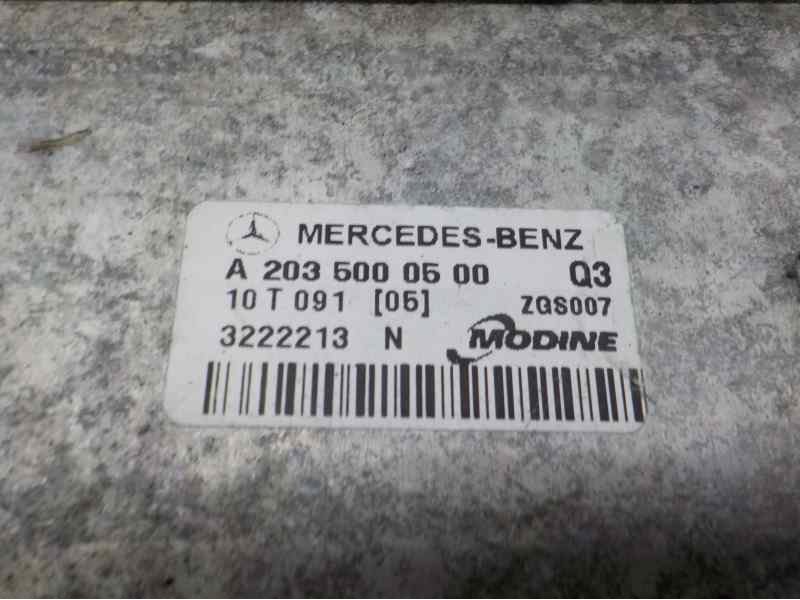 MERCEDES-BENZ
A 203 500 05 00 Q3
10 T 091 [05] ZGS007
3222213 N MODINE